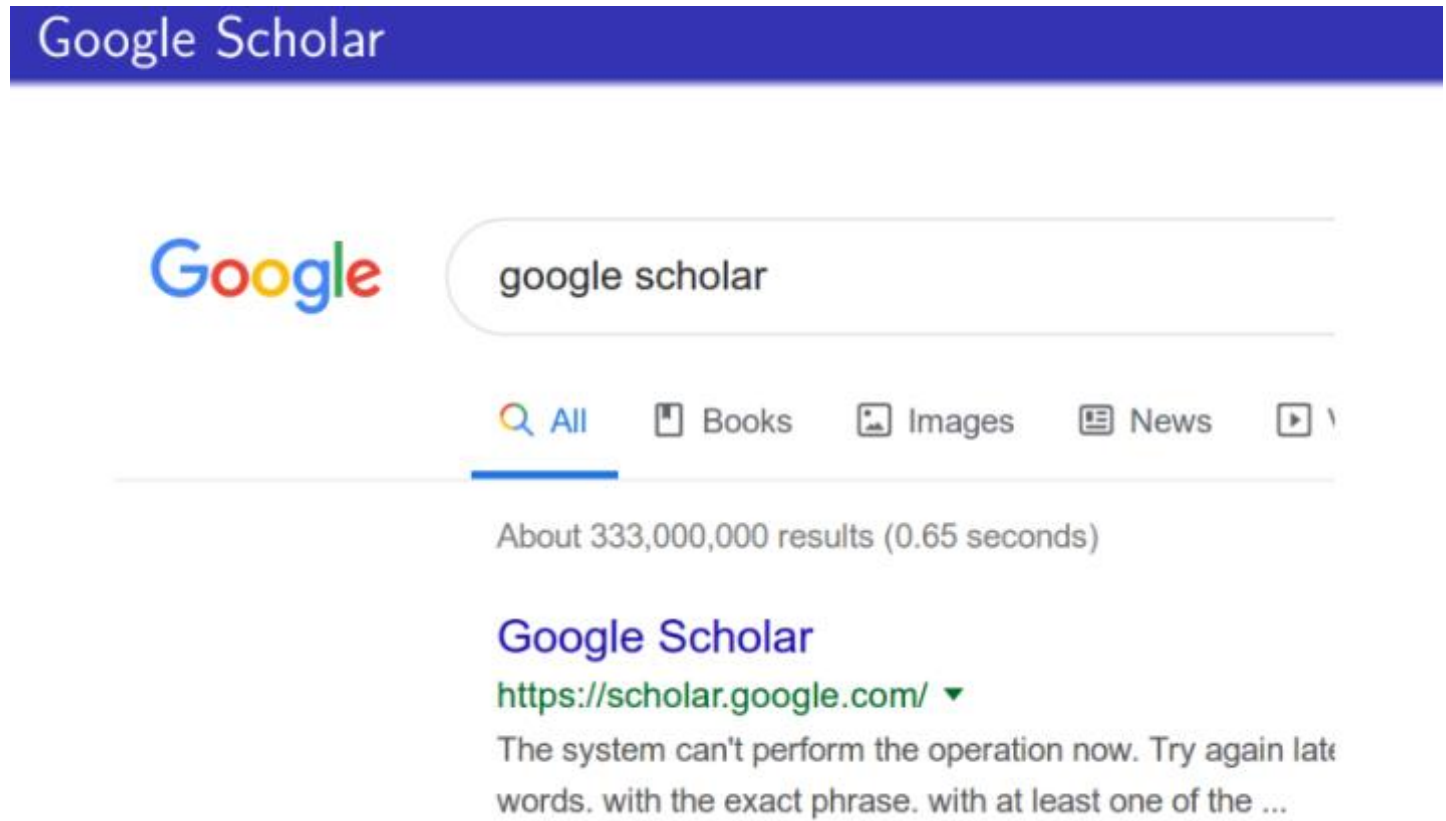 Google Scholar
Google google scholar
All Books Images News
About 333,000,000 results (0.65 seconds)
Google Scholar
https://scholar.google.com/
The system can't perform the operation now. Try again late
words. with the exact phrase. with at least one of the ...